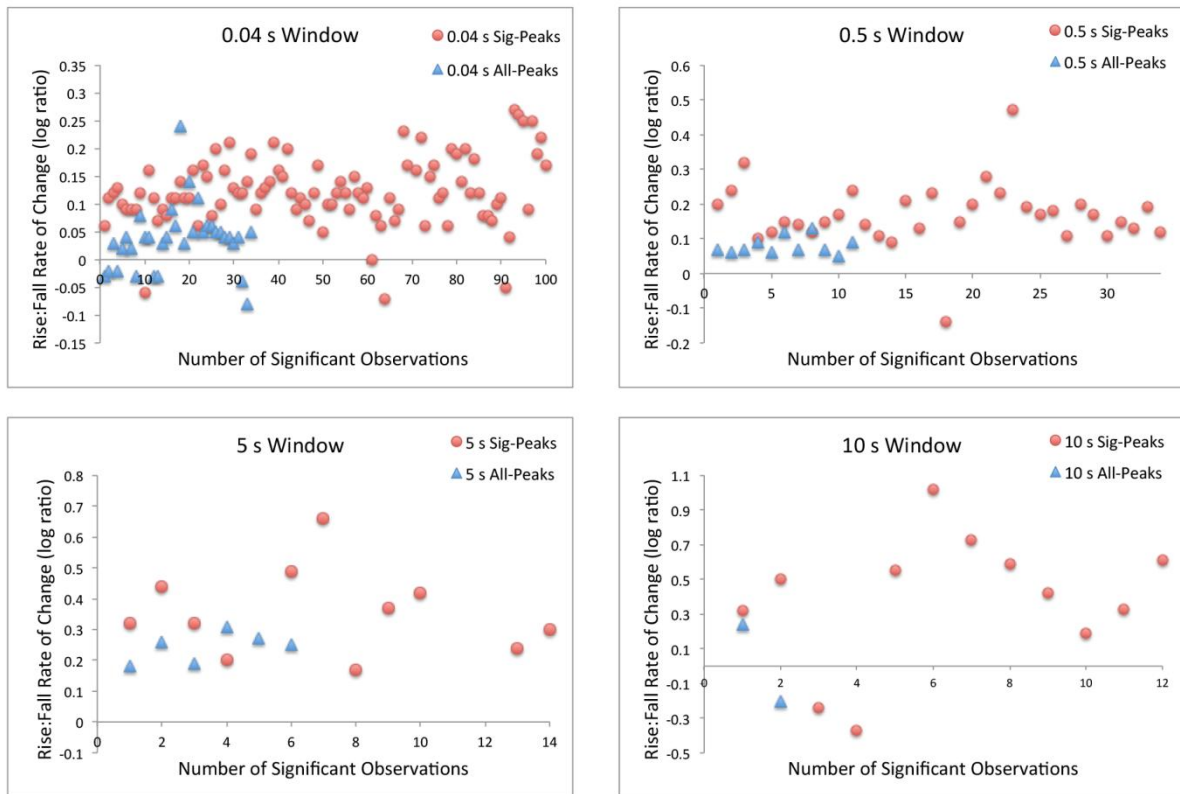 0.04 s Window
0.04 s Sig-Peaks
0.04 s All-Peaks
Rise:Fall Rate of Change (log ratio)
0.35
0.3
0.25
0.2
0.15
0.1
0.05
0
-0.05
-0.1
-0.15
0 10 20 30 40 50 60 70 80 90 100
Number of Significant Observations
0.5 s Window
0.5 s Sig-Peaks
0.5 s All-Peaks
Rise:Fall Rate of Change (log ratio)
0.6
0.5
0.4
0.3
0.2
0.1
0
-0.1
-0.2
0 5 10 15 20 25 30
Number of Significant Observations
5 s Window
5 s Sig-Peaks
5 s All-Peaks
Rise:Fall Rate of Change (log ratio)
0.8
0.7
0.6
0.5
0.4
0.3
0.2
0.1
0
-0.1
0 2 4 6 8 10 12 14
Number of Significant Observations
10 s Window
10 s Sig-Peaks
10 s All-Peaks
Rise:Fall Rate of Change (log ratio)
1.1
0.9
0.7
0.5
0.3
0.1
-0.1
-0.3
-0.5
0 2 4 6 8 10 12
Number of Significant Observations